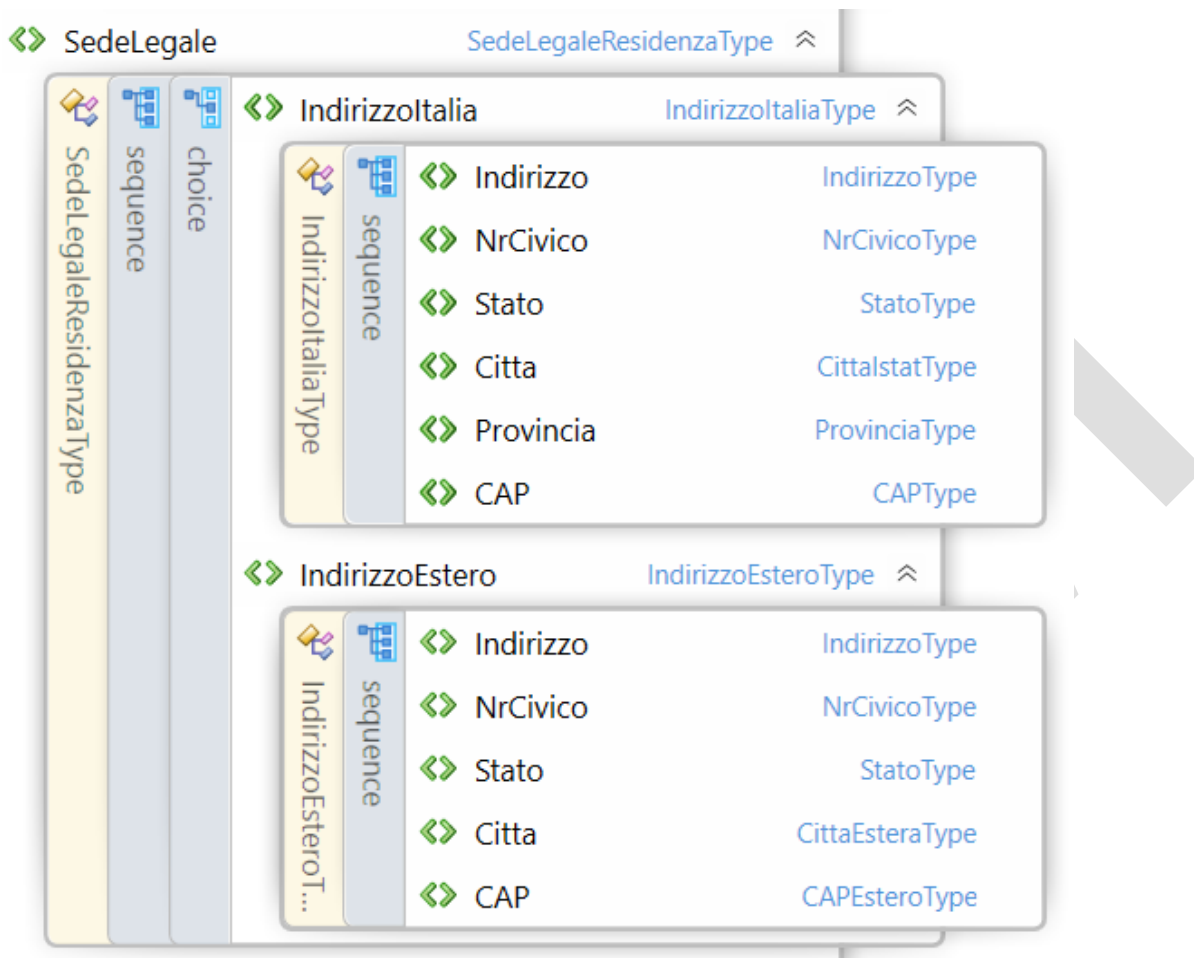 SedeLegale SedeLegaleResidenzaType
SedeLegaleResidenzaType
sequence
choice
IndirizzoItalia IndirizzoItaliaType
IndirizzoItaliaType
sequence
Indirizzo IndirizzoType
NrCivico NrCivicoType
Stato StatoType
Citta CittaIstatType
Provincia ProvinciaType
CAP CAPType
IndirizzoEstero IndirizzoEsteroType
IndirizzoEsteroT...
sequence
Indirizzo IndirizzoType
NrCivico NrCivicoType
Stato StatoType
Citta CittaEsteraType
CAP CAPEsteroType